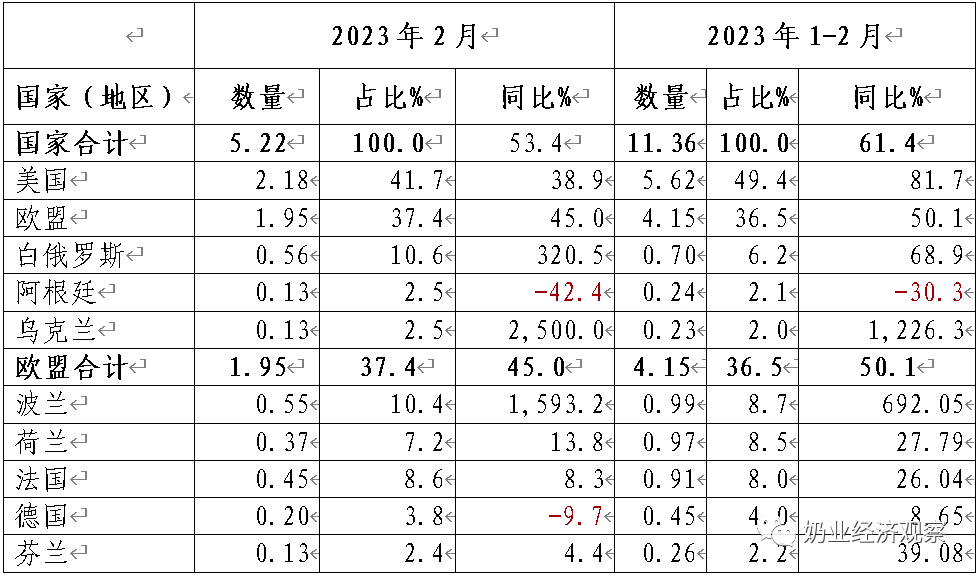 2023年2月 2023年1-2月
国家（地区） 数量 占比% 同比% 数量 占比% 同比%
国家合计 5.22 100.0 53.4 11.36 100.0 61.4
美国 2.18 41.7 38.9 5.62 49.4 81.7
欧盟 1.95 37.4 45.0 4.15 36.5 50.1
白俄罗斯 0.56 10.6 320.5 0.70 6.2 68.9
阿根廷 0.13 2.5 -42.4 0.24 2.1 -30.3
乌克兰 0.13 2.5 2,500.0 0.23 2.0 1,226.3
欧盟合计 1.95 37.4 45.0 4.15 36.5 50.1
波兰 0.55 10.4 1,593.2 0.99 8.7 692.05
荷兰 0.37 7.2 13.8 0.97 8.5 27.79
法国 0.45 8.6 8.3 0.91 8.0 26.04
德国 0.20 3.8 -9.7 0.45 4.0 8.65
芬兰 0.13 2.4 4.4 0.26 2.2 39.08
奶业经济观察